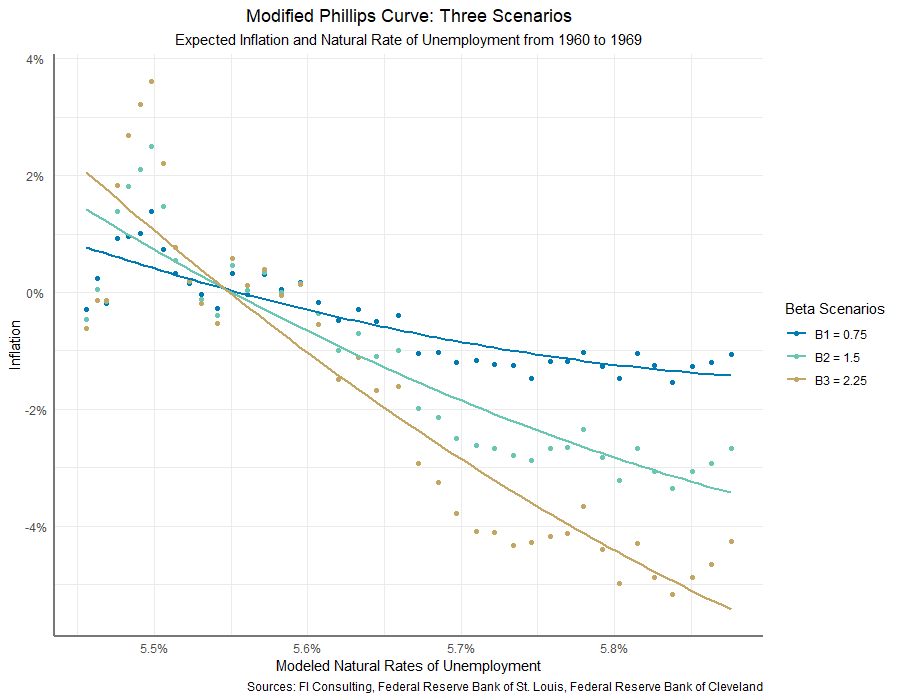 Modified Phillips Curve: Three Scenarios
Expected Inflation and Natural Rate of Unemployment from 1960 to 1969
4%
2%
0%
-2%
-4%
Inflation
5.5%
5.6%
5.7%
5.8%
Modeled Natural Rates of Unemployment
Beta Scenarios
B1 = 0.75
B2 = 1.5
B3 = 2.25
Sources: FI Consulting, Federal Reserve Bank of St. Louis, Federal Reserve Bank of Cleveland